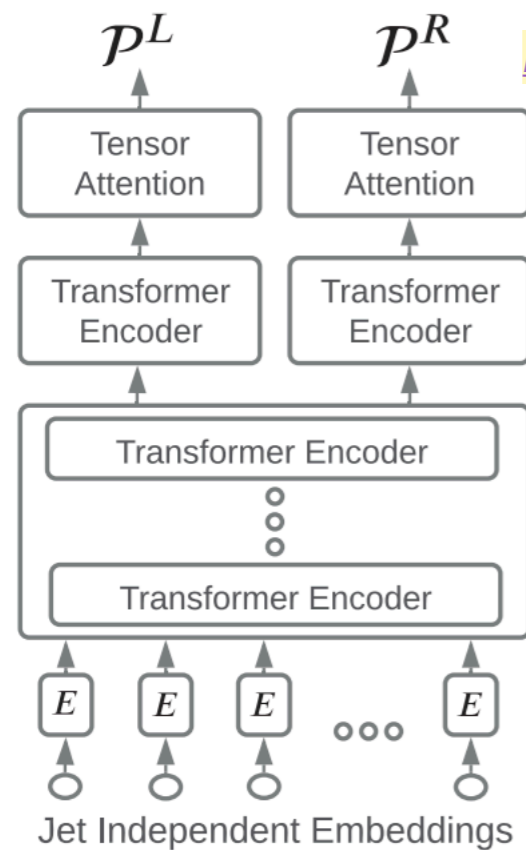 𝒫^L 𝒫^R
Tensor Attention Tensor Attention
Transformer Encoder Transformer Encoder
Transformer Encoder
Transformer Encoder
E E E E
Jet Independent Embeddings